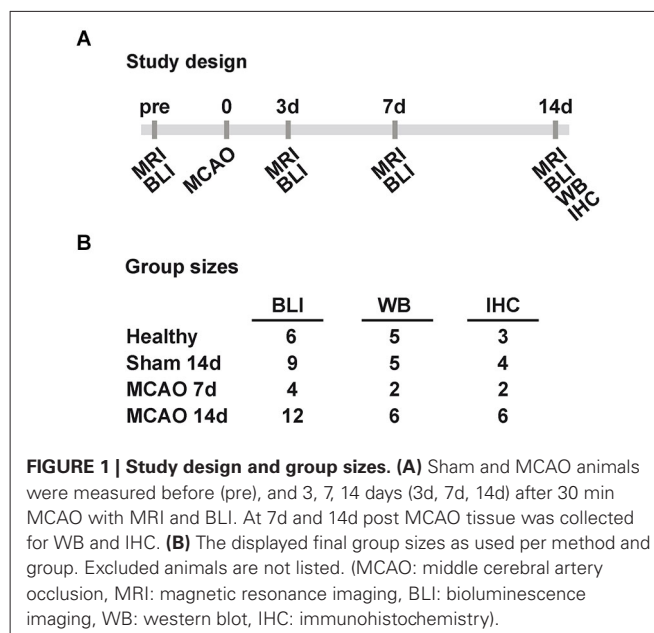 A
Study design
pre 0 3d 7d 14d
MRI BLI MCAO MRI BLI MRI BLI MRI BLI WB IHC
B
Group sizes
BLI WB IHC
Healthy 6 5 3
Sham 14d 9 5 4
MCAO 7d 4 2 2
MCAO 14d 12 6 6
FIGURE 1 | Study design and group sizes. (A) Sham and MCAO animals
were measured before (pre), and 3, 7, 14 days (3d, 7d, 14d) after 30 min
MCAO with MRI and BLI. At 7d and 14d post MCAO tissue was collected
for WB and IHC. (B) The displayed final group sizes as used per method and
group. Excluded animals are not listed. (MCAO: middle cerebral artery
occlusion, MRI: magnetic resonance imaging, BLI: bioluminescence
imaging, WB: western blot, IHC: immunohistochemistry).